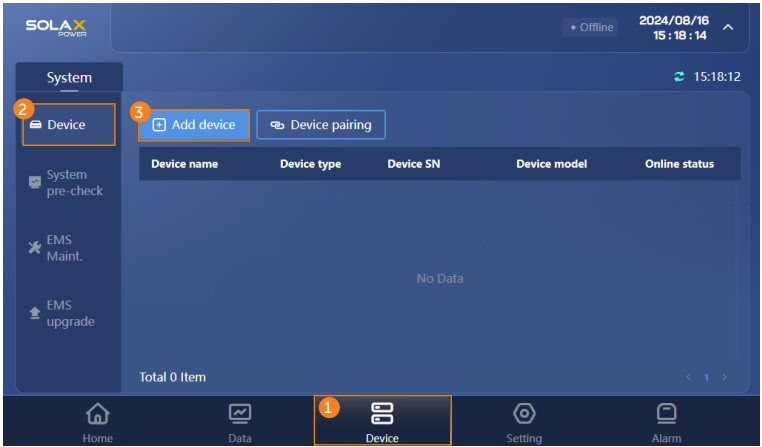 SOLAX
POWER
Offline
2024/08/16
15:18:14
System
15:18:12
2
Device
3
Add device
Device pairing
Device name Device type Device SN Device model Online status
System
pre-check
EMS
Maint.
No Data
EMS
upgrade
Total 0 Item
< 1 >
1
Home Data Device Setting Alarm